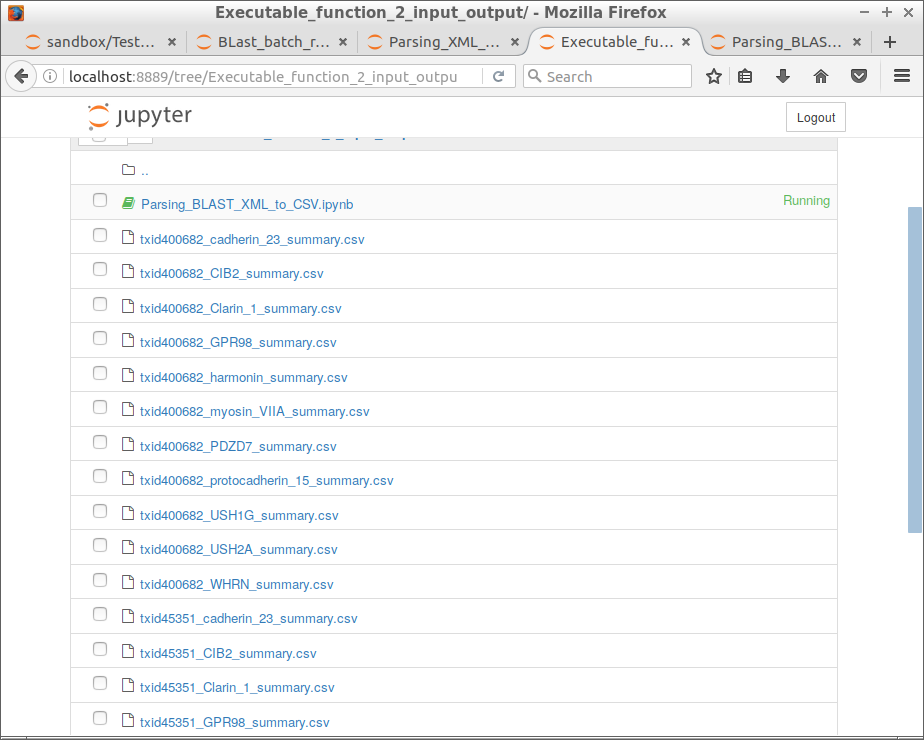 Executable_function_2_input_output/ - Mozilla Firefox
sandbox/Test... BLast_batch_r... Parsing_XML_... Executable_fu... Parsing_BLAS...
localhost:8889/tree/Executable_function_2_input_outpu Search
jupyter Logout
..
Parsing_BLAST_XML_to_CSV.ipynb Running
txid400682_cadherin_23_summary.csv
txid400682_CIB2_summary.csv
txid400682_Clarin_1_summary.csv
txid400682_GPR98_summary.csv
txid400682_harmonin_summary.csv
txid400682_myosin_VIIA_summary.csv
txid400682_PDZD7_summary.csv
txid400682_protocadherin_15_summary.csv
txid400682_USH1G_summary.csv
txid400682_USH2A_summary.csv
txid400682_WHRN_summary.csv
txid45351_cadherin_23_summary.csv
txid45351_CIB2_summary.csv
txid45351_Clarin_1_summary.csv
txid45351_GPR98_summary.csv